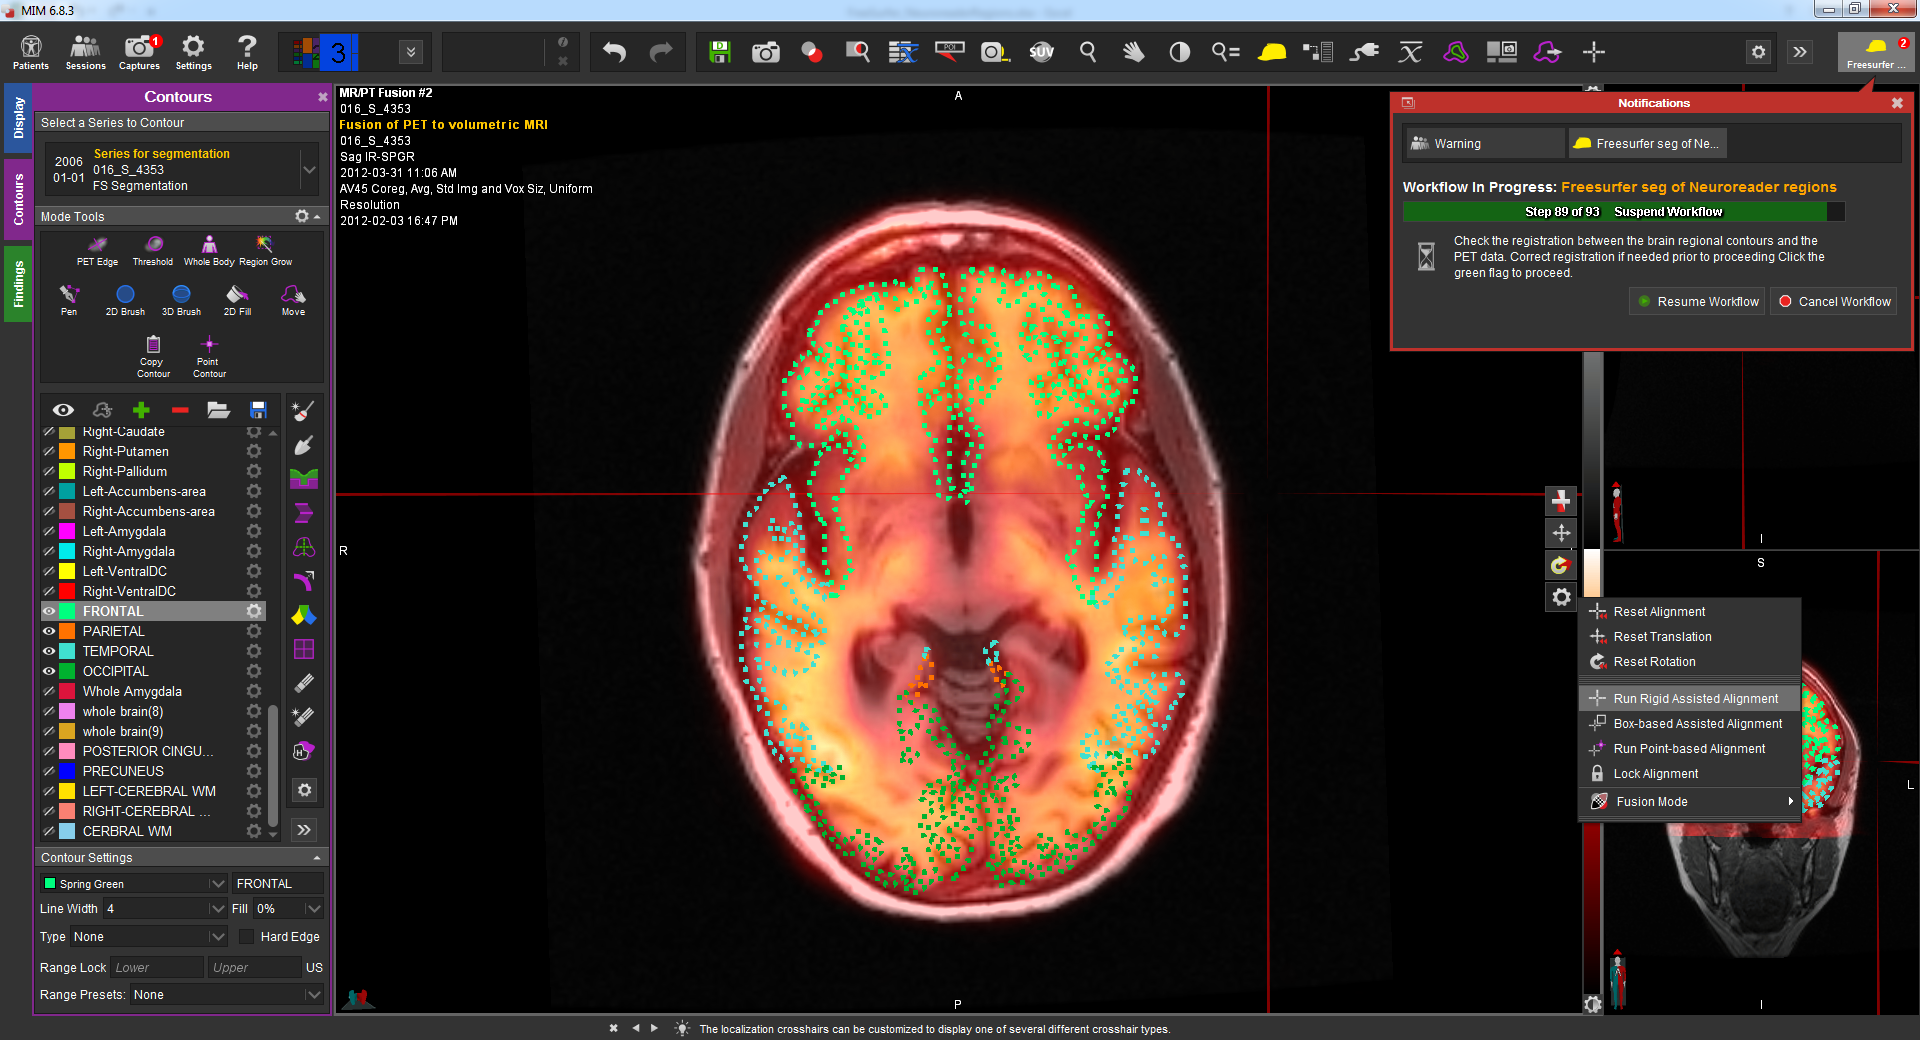 MIM 6.8.3
Patients
Sessions
Captures
1
Settings
Help
3
POI
SUV
2
Freesurfer ...
Display
Contours
Findings
Contours
Select a Series to Contour
2006
01-01
Series for segmentation
016_S_4353
FS Segmentation
Mode Tools
PET Edge
Threshold
Whole Body
Region Grow
Pen
2D Brush
3D Brush
2D Fill
Move
Copy
Contour
Point
Contour
Right-Caudate
Right-Putamen
Right-Pallidum
Left-Accumbens-area
Right-Accumbens-area
Left-Amygdala
Right-Amygdala
Left-VentralDC
Right-VentralDC
FRONTAL
PARIETAL
TEMPORAL
OCCIPITAL
Whole Amygdala
whole brain(8)
whole brain(9)
POSTERIOR CINGU...
PRECUNEUS
LEFT-CEREBRAL WM
RIGHT-CEREBRAL ...
CERBRAL WM
H
Contour Settings
Spring Green
FRONTAL
Line Width 4
Fill 0%
Type None
Hard Edge
Range Lock Lower Upper US
Range Presets: None
MR/PT Fusion #2
016_S_4353
Fusion of PET to volumetric MRI
016_S_4353
Sag IR-SPGR
2012-03-31 11:06 AM
AV45 Coreg, Avg, Std Img and Vox Siz, Uniform
Resolution
2012-02-03 16:47 PM
A
R
P
Notifications
Warning
Freesurfer seg of Ne...
Workflow In Progress: Freesurfer seg of Neuroreader regions
Step 89 of 93 Suspend Workflow
Check the registration between the brain regional contours and the
PET data. Correct registration if needed prior to proceeding Click the
green flag to proceed.
Resume Workflow
Cancel Workflow
I
S
Reset Alignment
Reset Translation
Reset Rotation
Run Rigid Assisted Alignment
Box-based Assisted Alignment
Run Point-based Alignment
Lock Alignment
Fusion Mode
L
I
The localization crosshairs can be customized to display one of several different crosshair types.